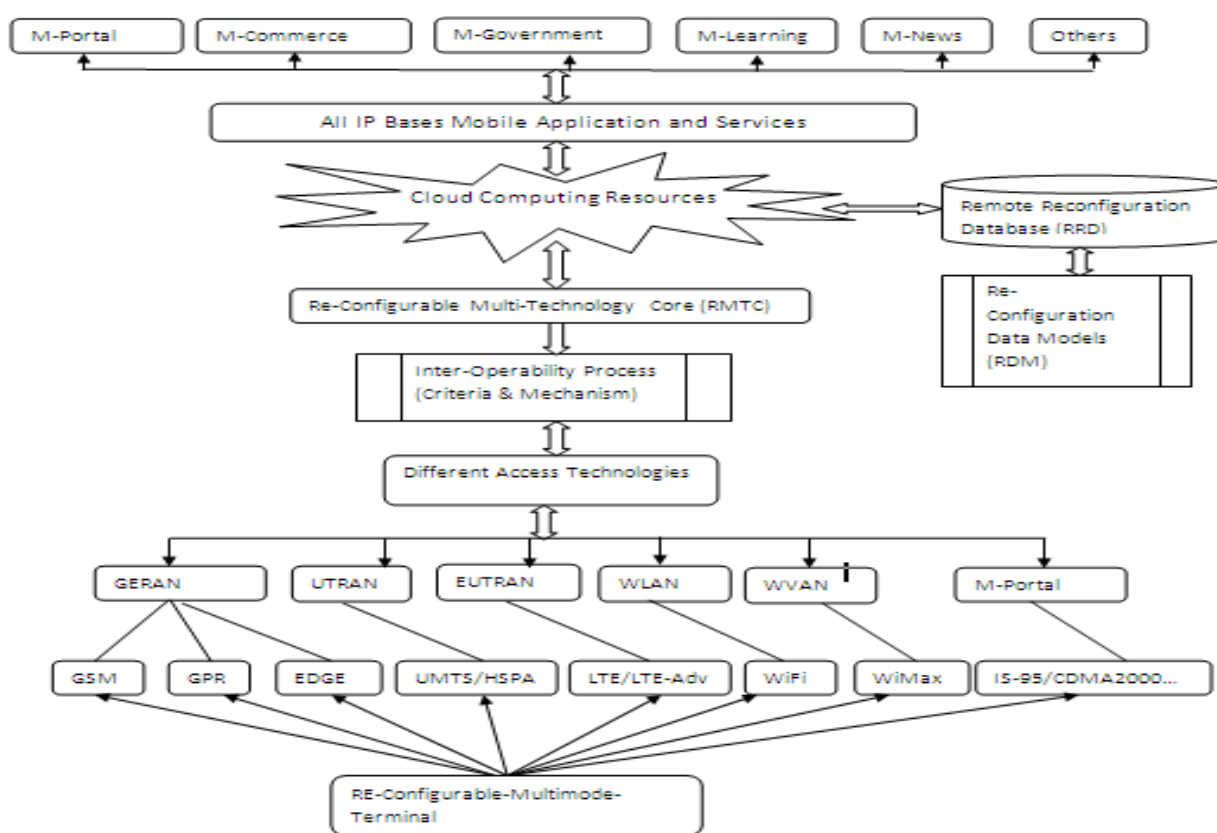 M-Portal
M-Commerce
M-Government
M-Learning
M-News
Others
All IP Bases Mobile Application and Services
Cloud Computing Resources
Remote Reconfiguration
Database (RRD)
Re-Configurable Multi-Technology Core (RMTC)
Re-
Configuration
Data Models
(RDM)
Inter-Operability Process
(Criteria & Mechanism)
Different Access Technologies
GERAN
UTRAN
EUTRAN
WLAN
WVAN
M-Portal
GSM
GPR
EDGE
UMTS/HSPA
LTE/LTE-Adv
WiFi
WiMax
IS-95/CDMA2000...
RE-Configurable-Multimode-
Terminal